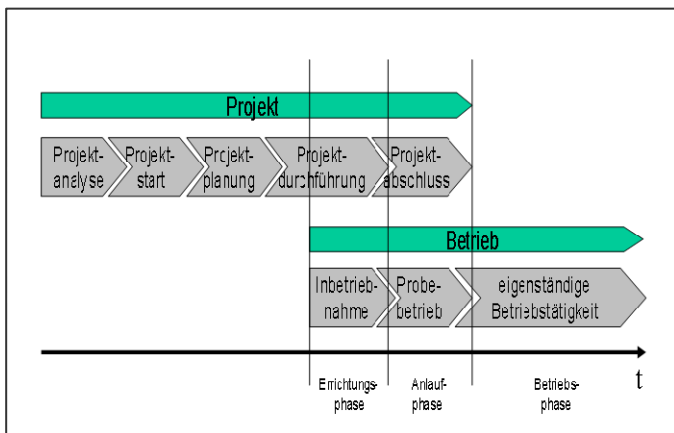 Projekt
Projekt-
analyse
Projekt-
start
Projekt-
planung
Projekt-
durchführung
Projekt-
abschluss
Betrieb
Inbetrieb-
nahme
Probe-
betrieb
eigenständige
Betriebstätigkeit
t
Errichtungs-
phase
Anlauf-
phase
Betriebs-
phase